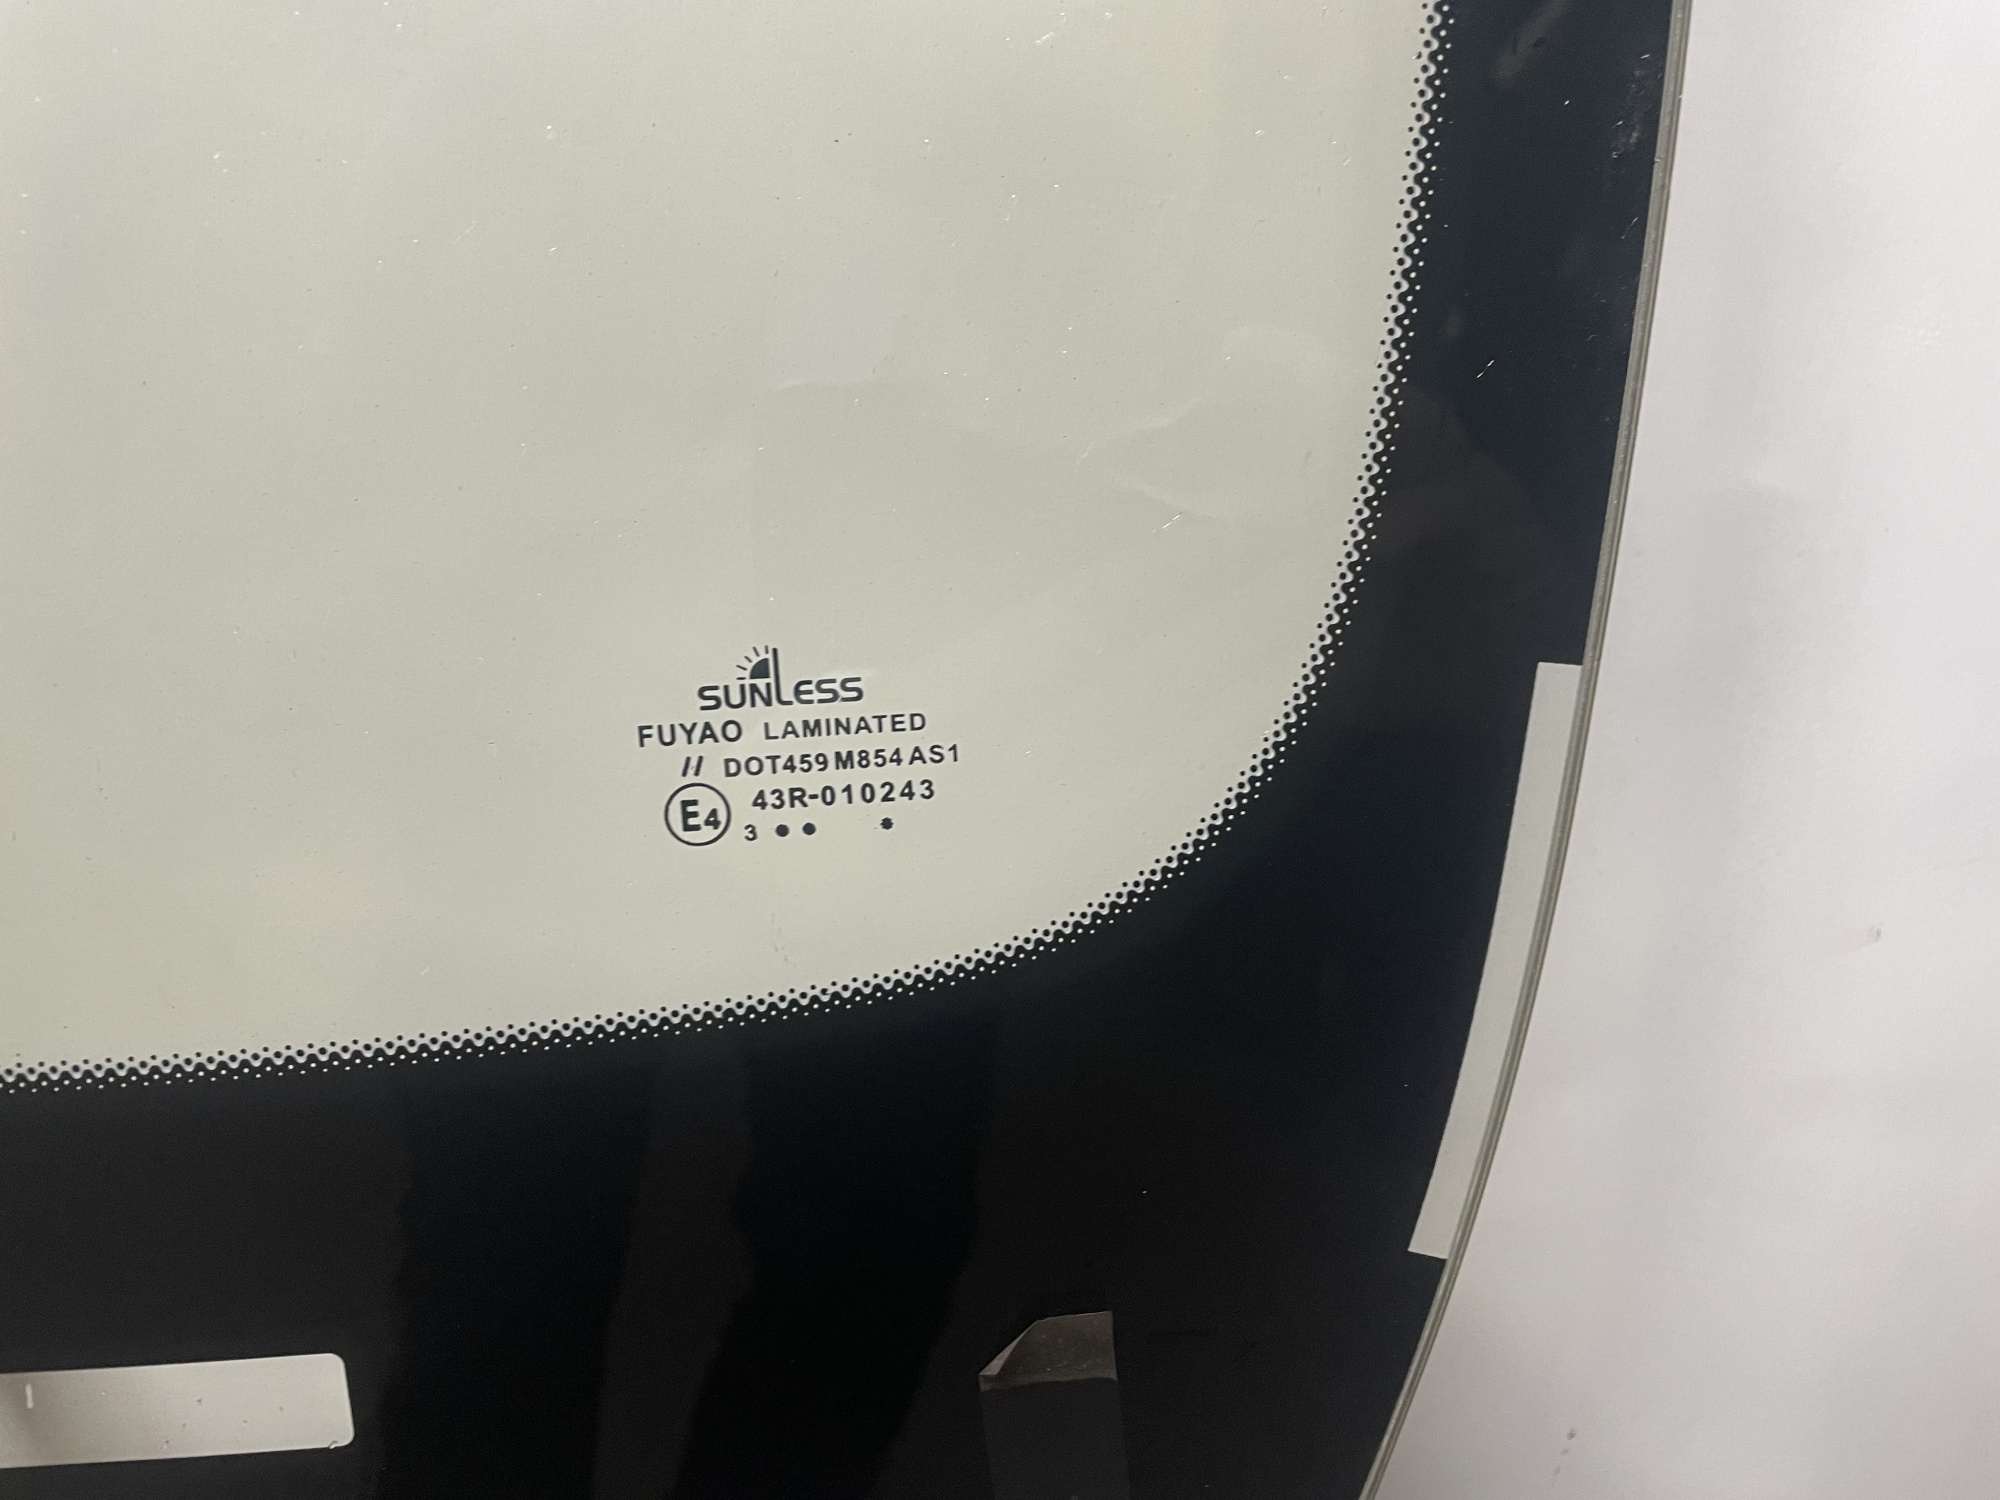 SUNLESS
FUYAO LAMINATED
// DOT459 M854 AS1
E4 43R-010243
3 ●● *